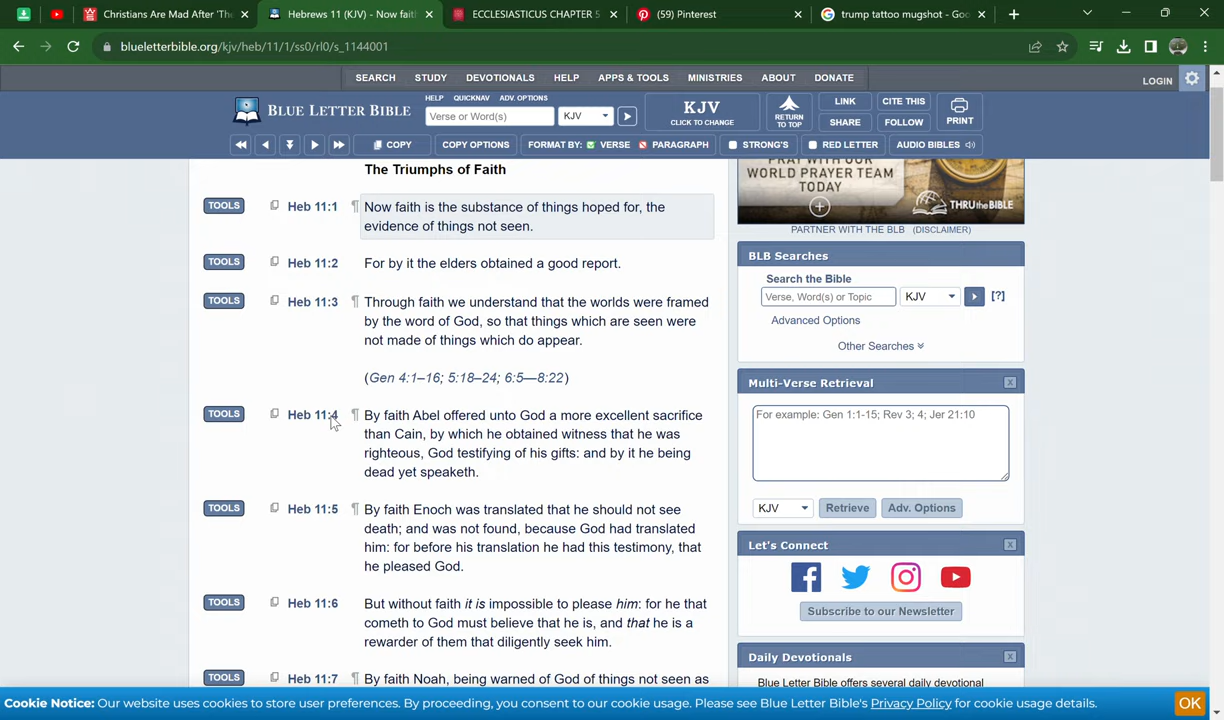 Christians Are Mad After 'The
Hebrews 11 (KJV) - Now fait
ECCLESIASTICUS CHAPTER 5
(59) Pinterest
trump tattoo mugshot - Goo
blueletterbible.org/kjv/heb/11/1/ss0/rl0/s_1144001
SEARCH STUDY DEVOTIONALS HELP APPS & TOOLS MINISTRIES ABOUT DONATE
LOGIN
BLUE LETTER BIBLE
HELP QUICKNAV ADV. OPTIONS
Verse or Word(s) KJV
KJV
CLICK TO CHANGE
RETURN
TO TOP
LINK
SHARE
CITE THIS
FOLLOW
PRINT
COPY COPY OPTIONS FORMAT BY: VERSE PARAGRAPH STRONG'S RED LETTER AUDIO BIBLES
The Triumphs of Faith
TOOLS Heb 11:1 ¶ Now faith is the substance of things hoped for, the
evidence of things not seen.
TOOLS Heb 11:2 For by it the elders obtained a good report.
TOOLS Heb 11:3 ¶ Through faith we understand that the worlds were framed
by the word of God, so that things which are seen were
not made of things which do appear.
(Gen 4:1–16; 5:18–24; 6:5—8:22)
TOOLS Heb 11:4 ¶ By faith Abel offered unto God a more excellent sacrifice
than Cain, by which he obtained witness that he was
righteous, God testifying of his gifts: and by it he being
dead yet speaketh.
TOOLS Heb 11:5 ¶ By faith Enoch was translated that he should not see
death; and was not found, because God had translated
him: for before his translation he had this testimony, that
he pleased God.
TOOLS Heb 11:6 ¶ But without faith it is impossible to please him: for he that
cometh to God must believe that he is, and that he is a
rewarder of them that diligently seek him.
TOOLS Heb 11:7 ¶ By faith Noah, being warned of God of things not seen as
PRAY WITH OUR
WORLD PRAYER TEAM
TODAY
THRU the BIBLE
PARTNER WITH THE BLB (DISCLAIMER)
BLB Searches
Search the Bible
Verse, Word(s) or Topic KJV [?]
Advanced Options
Other Searches
Multi-Verse Retrieval X
For example: Gen 1:1-15; Rev 3; 4; Jer 21:10
KJV Retrieve Adv. Options
Let's Connect X
Subscribe to our Newsletter
Daily Devotionals X
Blue Letter Bible offers several daily devotional
Cookie Notice: Our website uses cookies to store user preferences. By proceeding, you consent to our cookie usage. Please see Blue Letter Bible's Privacy Policy for cookie usage details.
OK